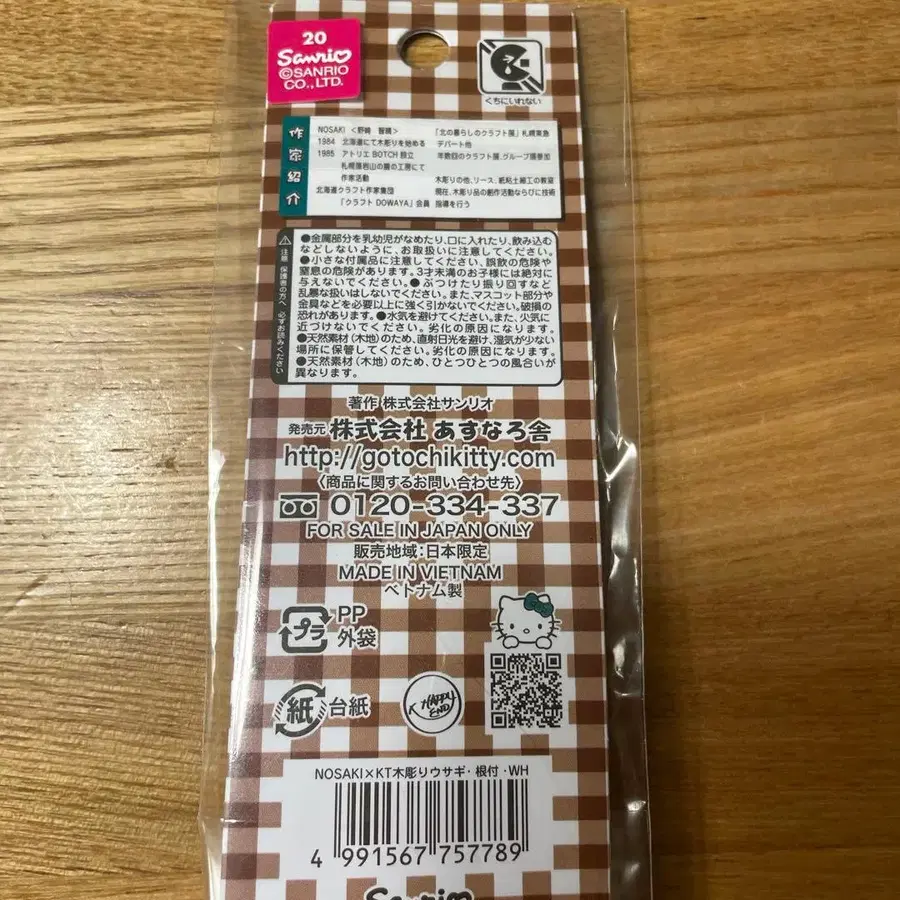 20
Sanrio
©SANRIO
CO.,LTD.
くちにいれない
作家紹介
NOSAKI <野崎 智晴>
1984 北海道にて木彫りを始める
1985 アトリエ BOTCH 設立
札幌藻岩山の麓の工房にて
作家活動
北海道クラフト作家集団
「クラフト DOWAYA」会員
「北の暮らしのクラフト展」札幌東急
デパート他
年数回のクラフト展、グループ展参加
木彫りの他、リース、紙粘土細工の教室
現在、木彫り品の創作活動ならびに技術
指導を行う
注意 保護者の方へ 必ずお読みください
●金属部分を乳幼児がなめたり、口に入れたり、飲み込む
などしないように、お取扱いに注意してください。
●小さな付属品に注意してください。誤飲の危険や
窒息の危険があります。3才未満のお子様には絶対に
与えないでください。●ぶつけたり振り回すなど
乱暴な扱いはしないでください。また、マスコット部分や
金具などを必要以上に強く引かないでください。破損の
恐れがあります。●水気を避けてください。また、火気に
近づけないでください。劣化の原因になります。
●天然素材(木地)のため、直射日光を避け、湿気が少ない
場所に保管してください。劣化の原因になります。
●天然素材(木地)のため、ひとつひとつの風合いが
異なります。
著作 株式会社サンリオ
発売元 株式会社 あすなろ舎
http://gotochikitty.com
〈商品に関するお問い合わせ先〉
0120-334-337
FOR SALE IN JAPAN ONLY
販売地域:日本限定
MADE IN VIETNAM
ベトナム製
プラ PP
外袋
紙 台紙
K HAPPY
END
NOSAKI×KT木彫りウサギ・根付・WH
4 991567 757789
Sanrio